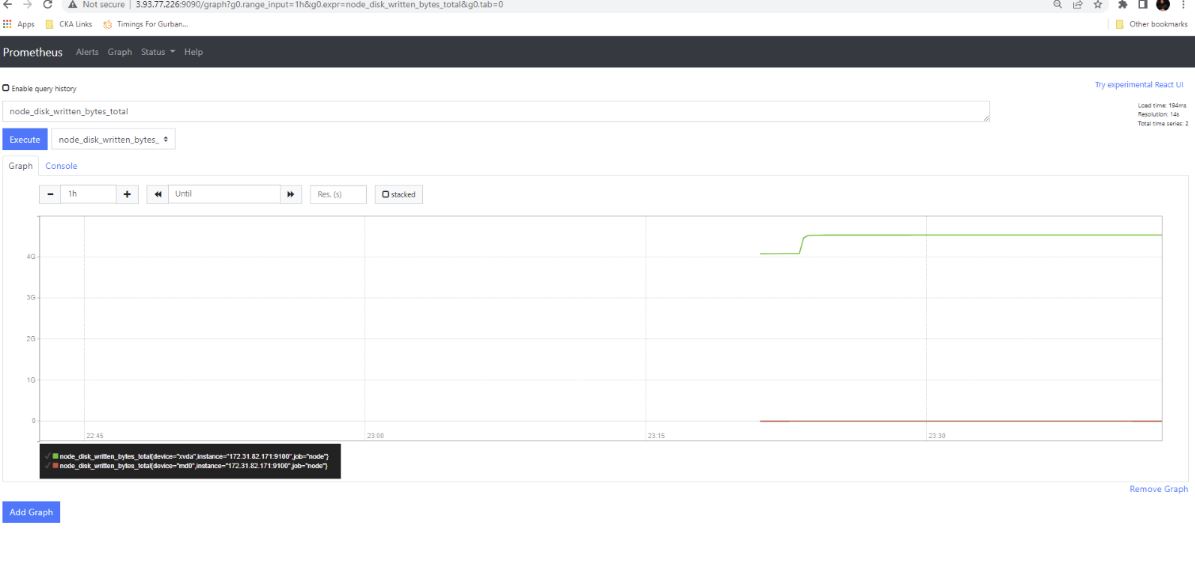 Not secure | 3.93.77.226:9090/graph?g0.range_input=1h&g0.expr=node_disk_written_bytes_total&g0.tab=0
Apps CKA Links Timings For Gurban... Other bookmarks
Prometheus Alerts Graph Status Help
Enable query history
Try experimental React UI
node_disk_written_bytes_total
Load time: 194ms
Resolution: 14s
Total time series: 2
Execute node_disk_written_bytes_
Graph Console
1h Until Res. (s) stacked
4G
3G
2G
1G
0
22:45 23:00 23:15 23:30
node_disk_written_bytes_total{device="xvda",instance="172.31.82.171:9100",job="node"}
node_disk_written_bytes_total{device="md0",instance="172.31.82.171:9100",job="node"}
Remove Graph
Add Graph